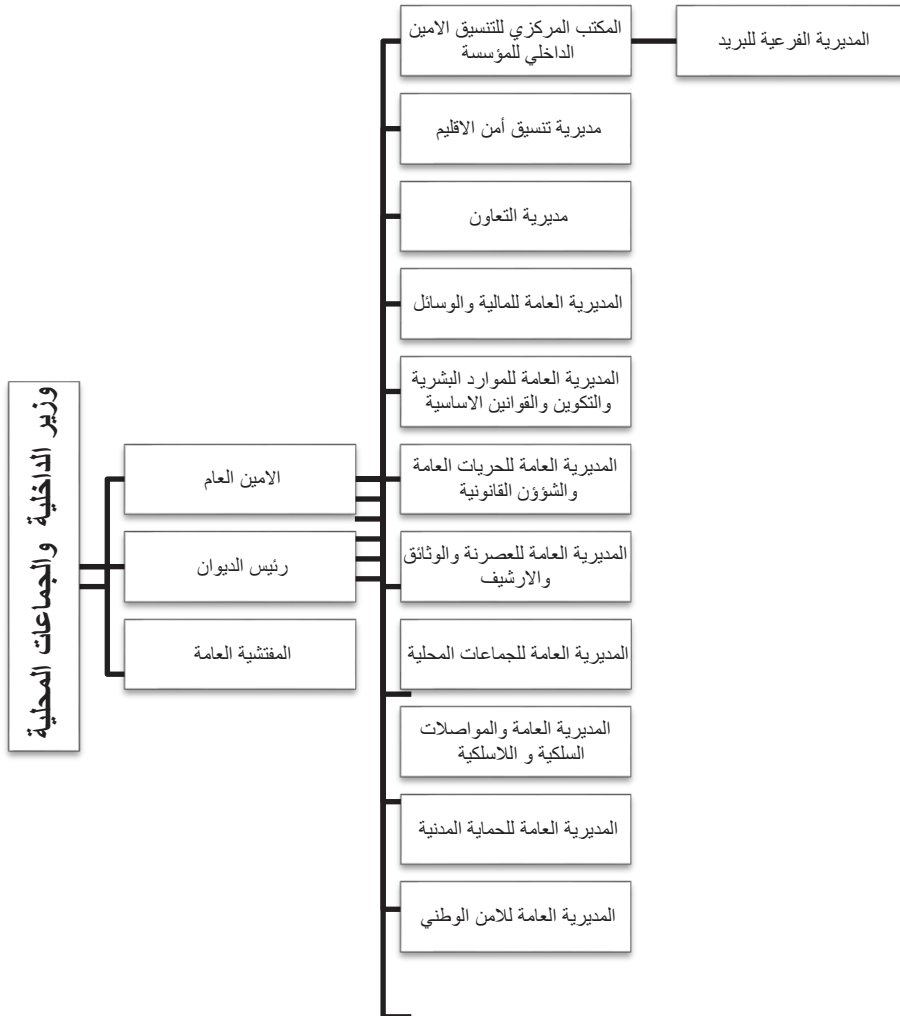 وزير الداخلية والجماعات المحلية
الامين العام
رئيس الديوان
المفتشية العامة
المكتب المركزي للتنسيق الامين
الداخلي للمؤسسة
المديرية الفرعية للبريد
مديرية تنسيق أمن الاقليم
مديرية التعاون
المديرية العامة للمالية والوسائل
المديرية العامة للموارد البشرية
والتكوين والقوانين الاساسية
المديرية العامة للحريات العامة
والشؤؤن القانونية
المديرية العامة للعصرنة والوثائق
والارشيف
المديرية العامة للجماعات المحلية
المديرية العامة والمواصلات
السلكية و اللاسلكية
المديرية العامة للحماية المدنية
المديرية العامة للامن الوطني